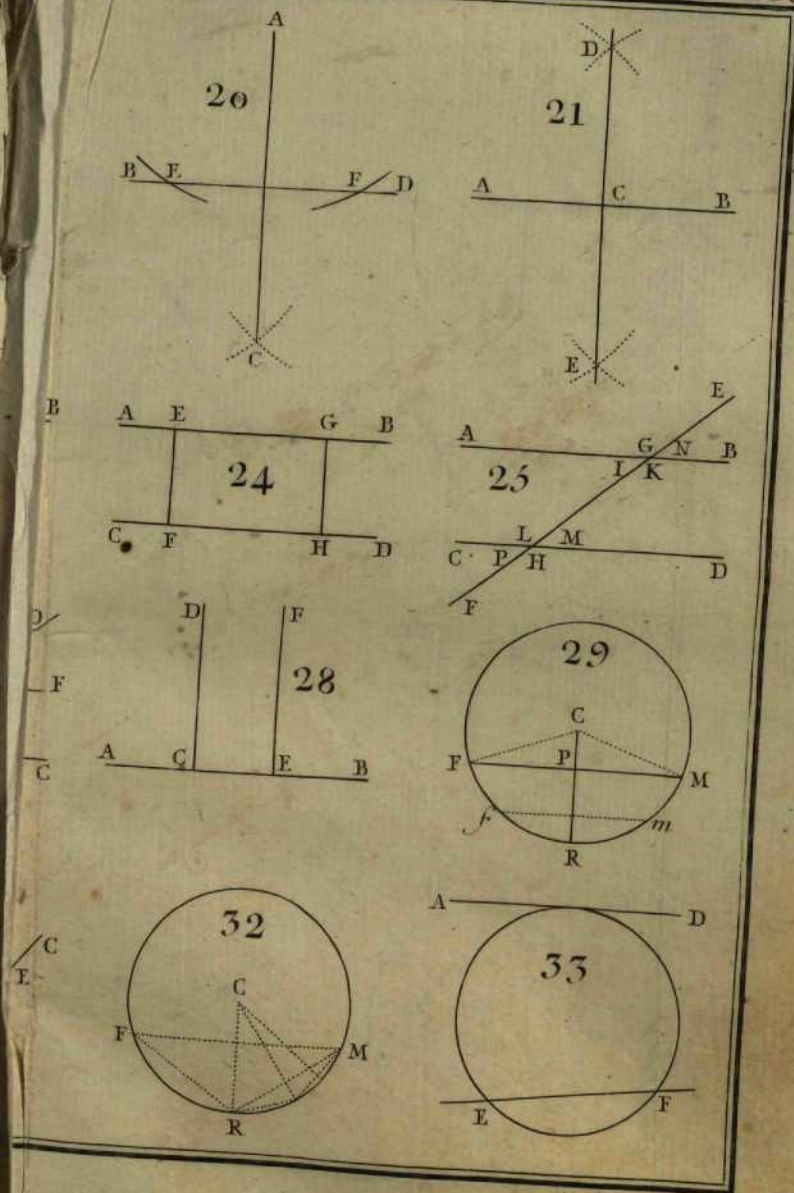 A
20
B E F D
C
D
21
A C B
E
B
A E G B
24
C F H D
E
A G N B
25
I K
L M
C P H D
F
D F
28
A C E B
29
C
F P M
f m
R
F
C
32
C
F M
R
A D
33
E F
C
E